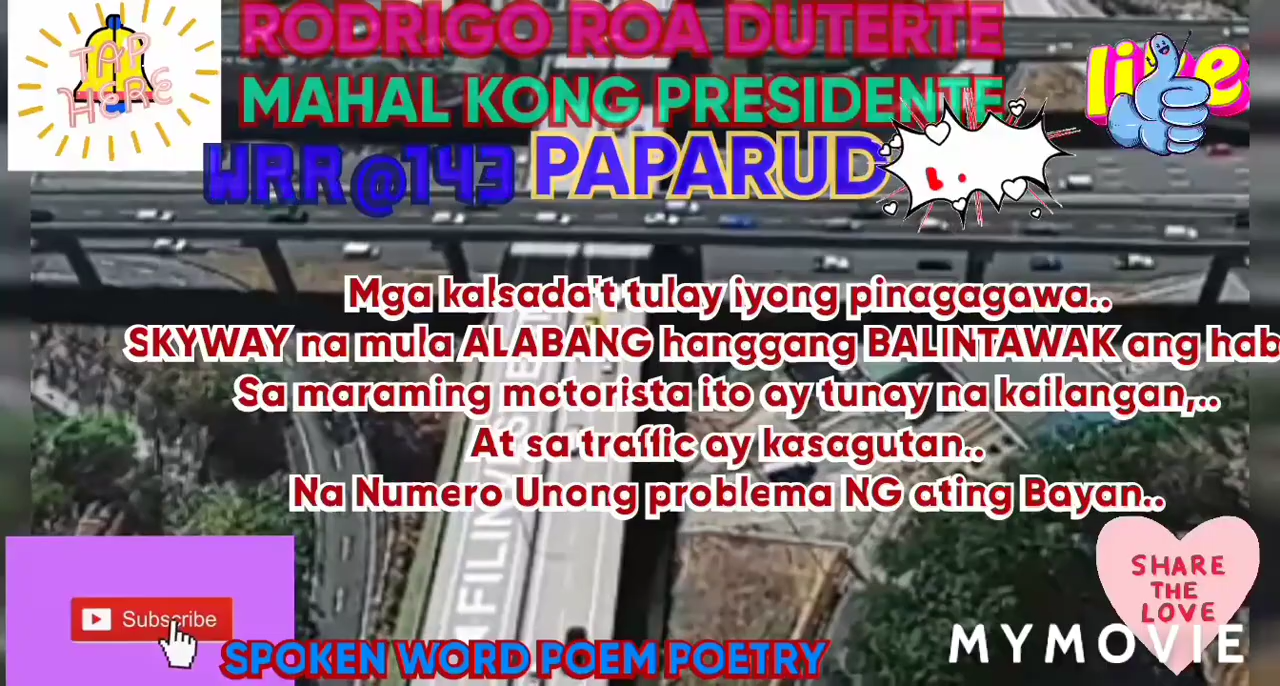 TAP HERE
RODRIGO ROA DUTERTE
MAHAL KONG PRESIDENTE
like
WRR@143 PAPARUD
Mga kalsada't tulay iyong pinagagawa..
SKYWAY na mula ALABANG hanggang BALINTAWAK ang hab
Sa maraming motorista ito ay tunay na kailangan,..
At sa traffic ay kasagutan..
Na Numero Unong problema NG ating Bayan..
Subscribe
SHARE
THE
LOVE
MYMOVIE
SPOKEN WORD POEM POETRY